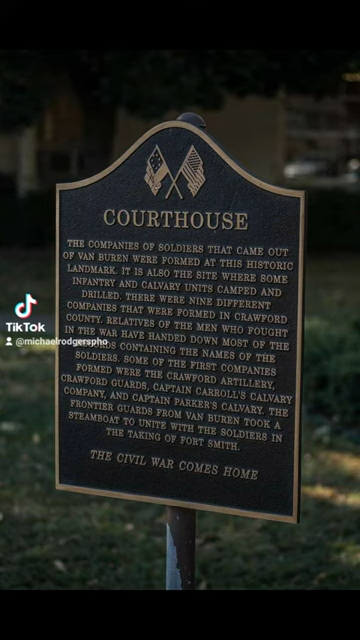 COURTHOUSE
THE COMPANIES OF SOLDIERS THAT CAME OUT
OF VAN BUREN WERE FORMED AT THIS HISTORIC
LANDMARK. IT IS ALSO THE SITE WHERE SOME
INFANTRY AND CALVARY UNITS CAMPED AND
DRILLED. THERE WERE NINE DIFFERENT
COMPANIES THAT WERE FORMED IN CRAWFORD
COUNTY. RELATIVES OF THE MEN WHO FOUGHT
IN THE WAR HAVE HANDED DOWN MOST OF THE
CONTAINING THE NAMES OF THE
SOLDIERS. SOME OF THE FIRST COMPANIES
FORMED WERE THE CRAWFORD ARTILLERY,
CRAWFORD GUARDS, CAPTAIN CARROLL'S CALVARY
COMPANY, AND CAPTAIN PARKER'S CALVARY. THE
FRONTIER GUARDS FROM VAN BUREN TOOK A
STEAMBOAT TO UNITE WITH THE SOLDIERS IN
THE TAKING OF FORT SMITH.
THE CIVIL WAR COMES HOME
TikTok
@michaelrodgerspho